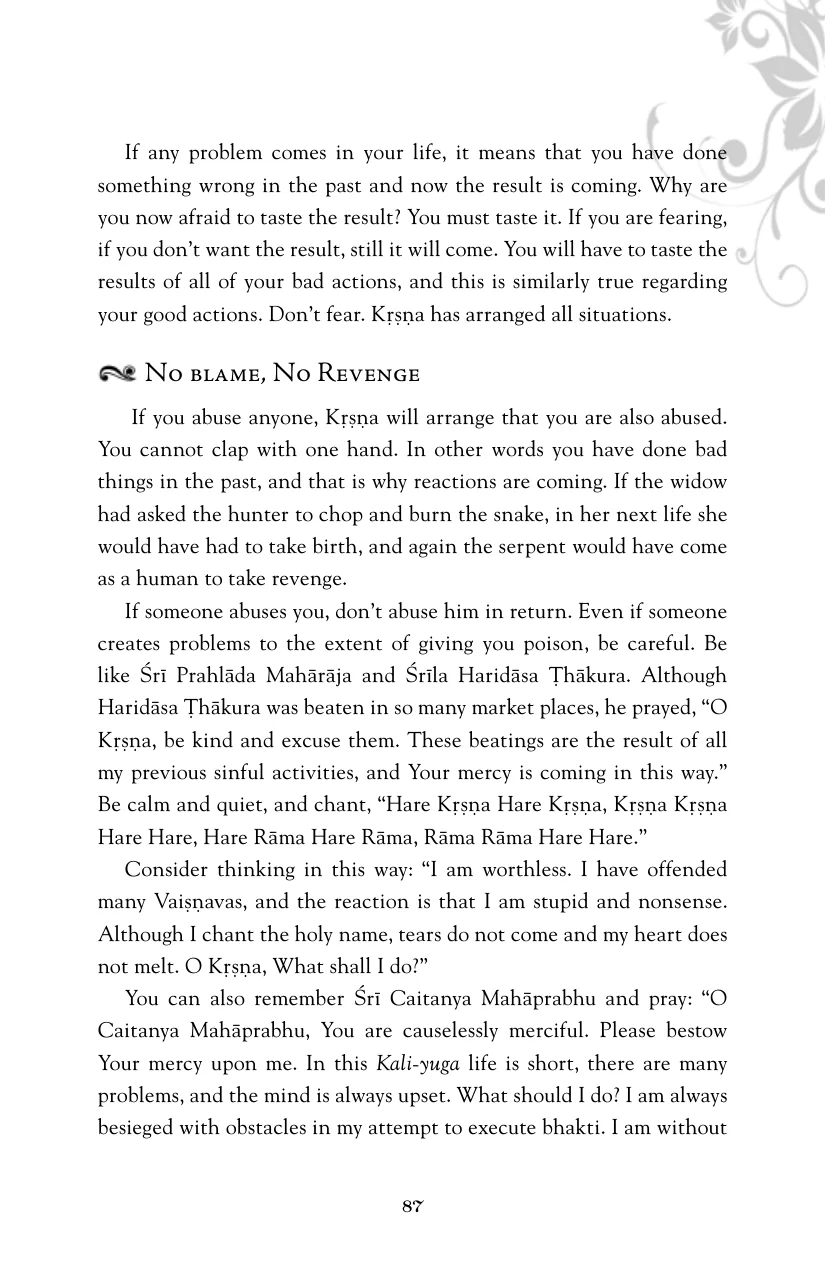 If any problem comes in your life, it means that you have done
something wrong in the past and now the result is coming. Why are
you now afraid to taste the result? You must taste it. If you are fearing,
if you don’t want the result, still it will come. You will have to taste the
results of all of your bad actions, and this is similarly true regarding
your good actions. Don’t fear. Kṛṣṇa has arranged all situations.
No blame, No Revenge
If you abuse anyone, Kṛṣṇa will arrange that you are also abused.
You cannot clap with one hand. In other words you have done bad
things in the past, and that is why reactions are coming. If the widow
had asked the hunter to chop and burn the snake, in her next life she
would have had to take birth, and again the serpent would have come
as a human to take revenge.
If someone abuses you, don’t abuse him in return. Even if someone
creates problems to the extent of giving you poison, be careful. Be
like Śrī Prahlāda Mahārāja and Śrīla Haridāsa Ṭhākura. Although
Haridāsa Ṭhākura was beaten in so many market places, he prayed, “O
Kṛṣṇa, be kind and excuse them. These beatings are the result of all
my previous sinful activities, and Your mercy is coming in this way.”
Be calm and quiet, and chant, “Hare Kṛṣṇa Hare Kṛṣṇa, Kṛṣṇa Kṛṣṇa
Hare Hare, Hare Rāma Hare Rāma, Rāma Rāma Hare Hare.”
Consider thinking in this way: “I am worthless. I have offended
many Vaiṣṇavas, and the reaction is that I am stupid and nonsense.
Although I chant the holy name, tears do not come and my heart does
not melt. O Kṛṣṇa, What shall I do?”
You can also remember Śrī Caitanya Mahāprabhu and pray: “O
Caitanya Mahāprabhu, You are causelessly merciful. Please bestow
Your mercy upon me. In this Kali-yuga life is short, there are many
problems, and the mind is always upset. What should I do? I am always
besieged with obstacles in my attempt to execute bhakti. I am without
87